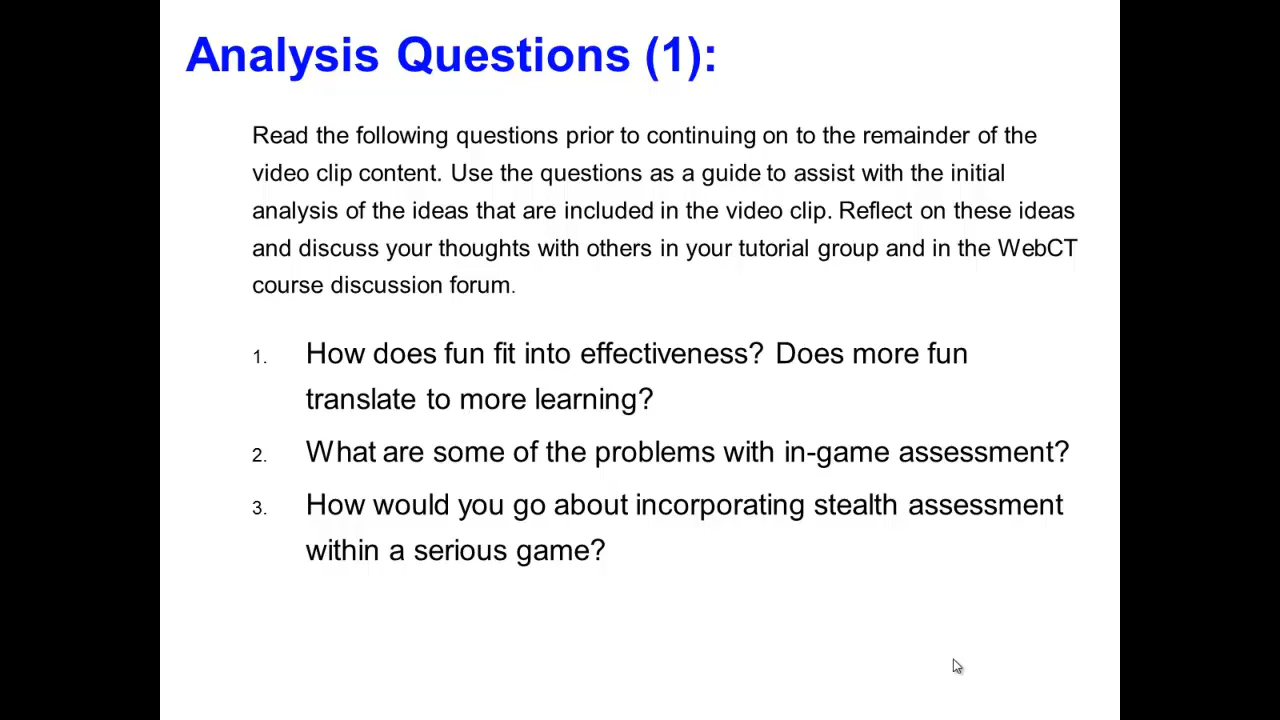 Analysis Questions (1):
Read the following questions prior to continuing on to the remainder of the
video clip content. Use the questions as a guide to assist with the initial
analysis of the ideas that are included in the video clip. Reflect on these ideas
and discuss your thoughts with others in your tutorial group and in the WebCT
course discussion forum.
1. How does fun fit into effectiveness? Does more fun
translate to more learning?
2. What are some of the problems with in-game assessment?
3. How would you go about incorporating stealth assessment
within a serious game?